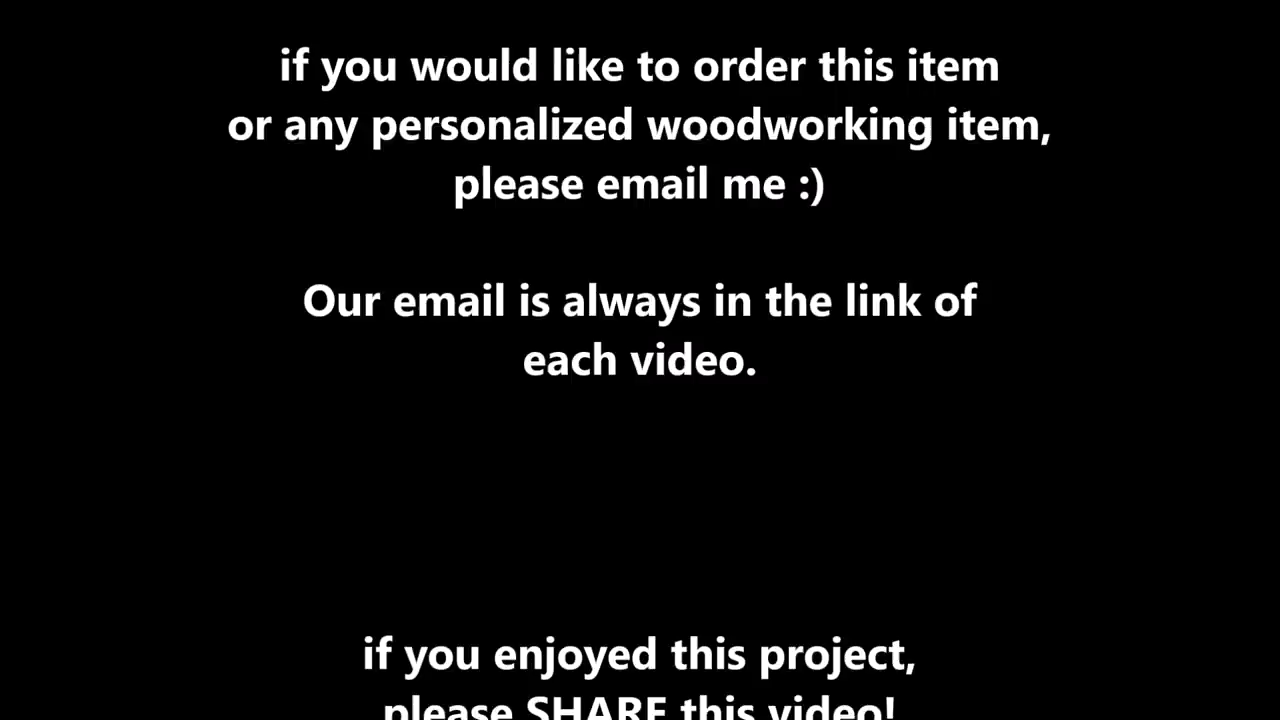 if you would like to order this item
or any personalized woodworking item,
please email me :)
Our email is always in the link of
each video.
if you enjoyed this project,
please SHARE this video!